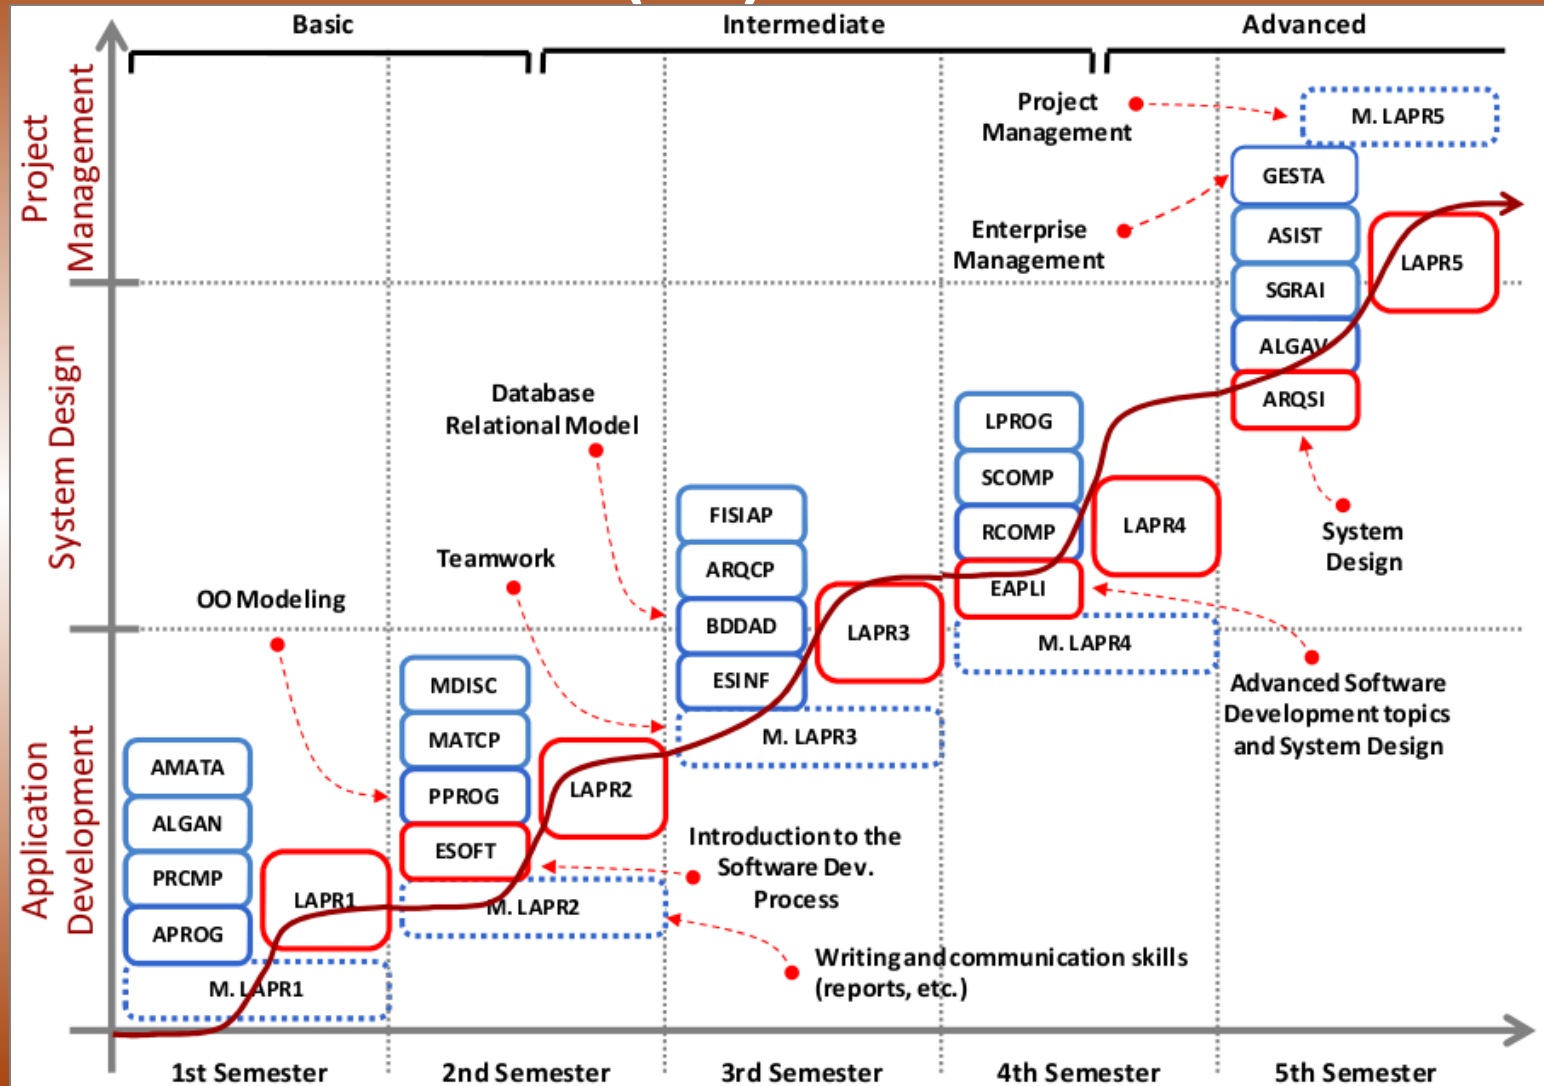 Basic
Intermediate
Advanced
Project
Management
System Design
Application
Development
Project
Management
M. LAPR5
GESTA
Enterprise
Management
ASIST
SGRAI
LAPR5
ALGAV
ARQSI
System
Design
Database
Relational Model
LPROG
SCOMP
RCOMP
EAPLI
LAPR4
M. LAPR4
Advanced Software
Development topics
and System Design
Teamwork
FISIAP
ARQCP
BDDAD
ESINF
LAPR3
M. LAPR3
OO Modeling
MDISC
MATCP
PPROG
ESOFT
LAPR2
M. LAPR2
Introduction to the
Software Dev.
Process
Writing and communication skills
(reports, etc.)
AMATA
ALGAN
PRCMP
APROG
LAPR1
M. LAPR1
1st Semester
2nd Semester
3rd Semester
4th Semester
5th Semester